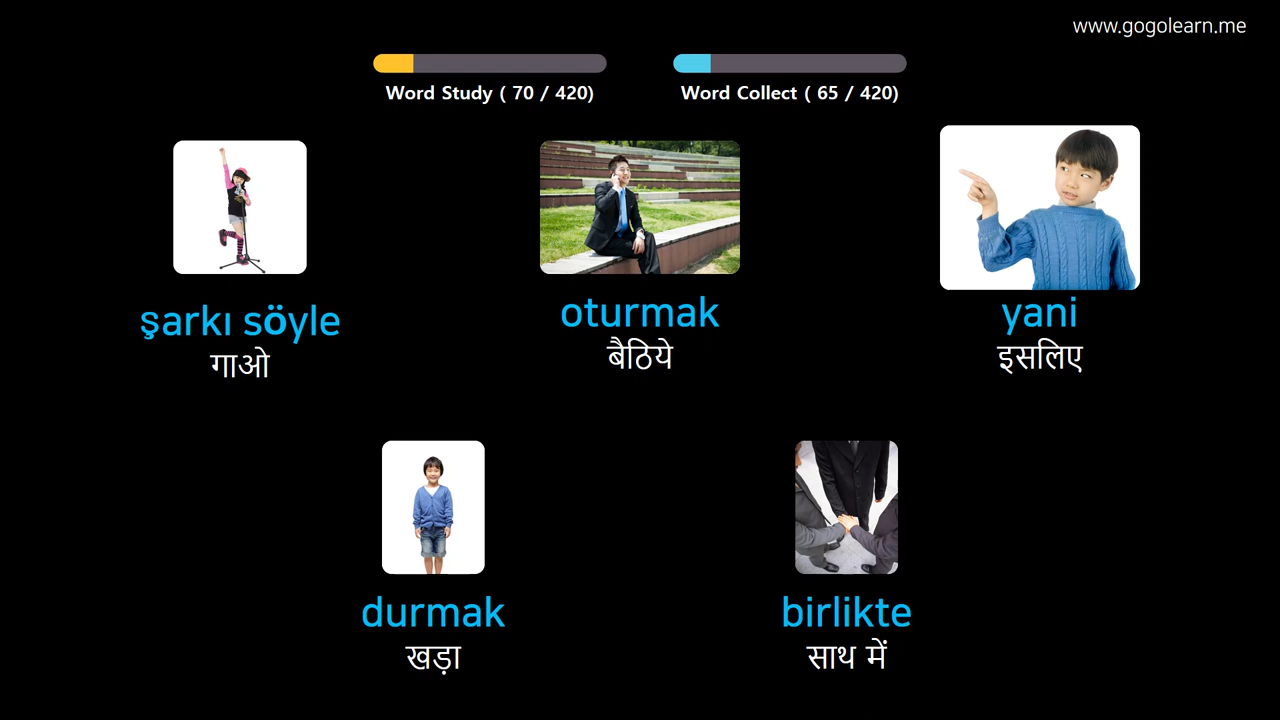 www.gogolearn.me
Word Study ( 70 / 420)
Word Collect ( 65 / 420)
şarkı söyle
गाओ
oturmak
बैठिये
yani
इसलिए
durmak
खड़ा
birlikte
साथ में